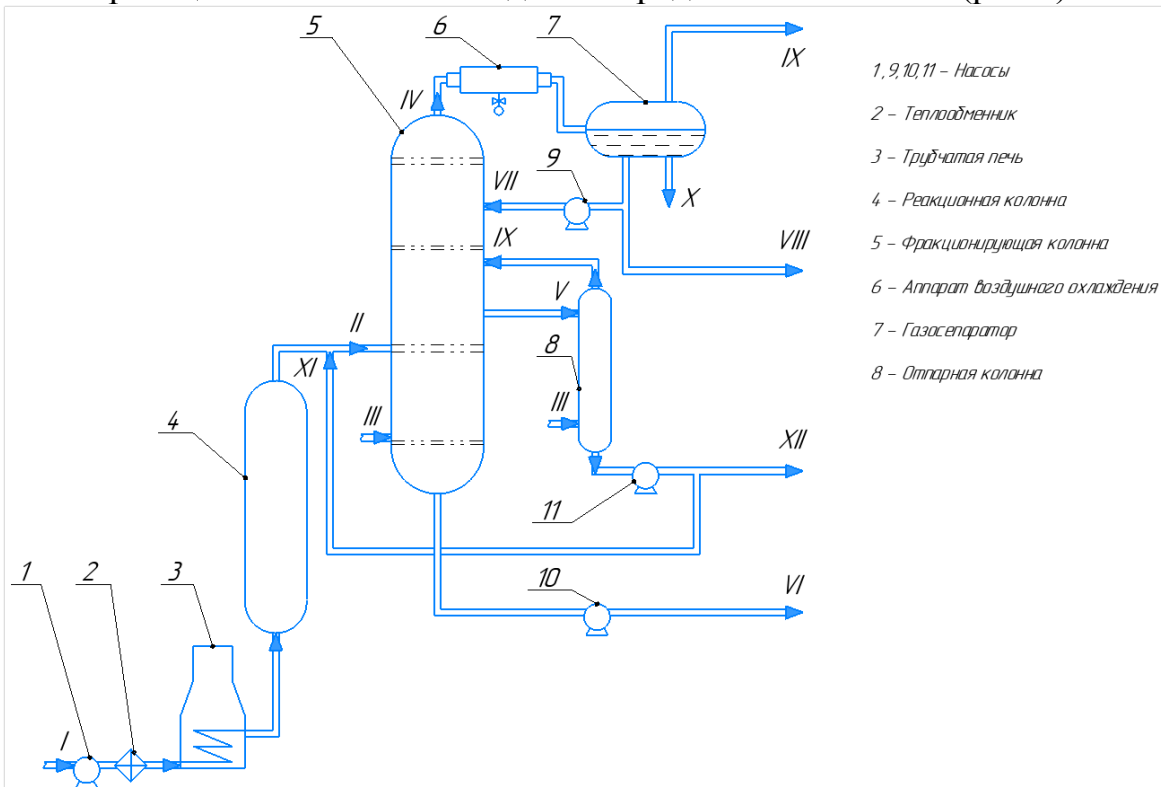 5
6
7
IX
1,9,10,11 – Насосы
2 – Теплообменник
IV
9
3 – Трубчатая печь
VII
X
4 – Реакционная колонна
IX
VIII
5 – Фракционирующая колонна
V
6 – Аппарат воздушного охлаждения
II
8
7 – Газосепаратор
XI
8 – Отпарная колонна
4
III
III
XII
11
1
2
3
10
VI
I